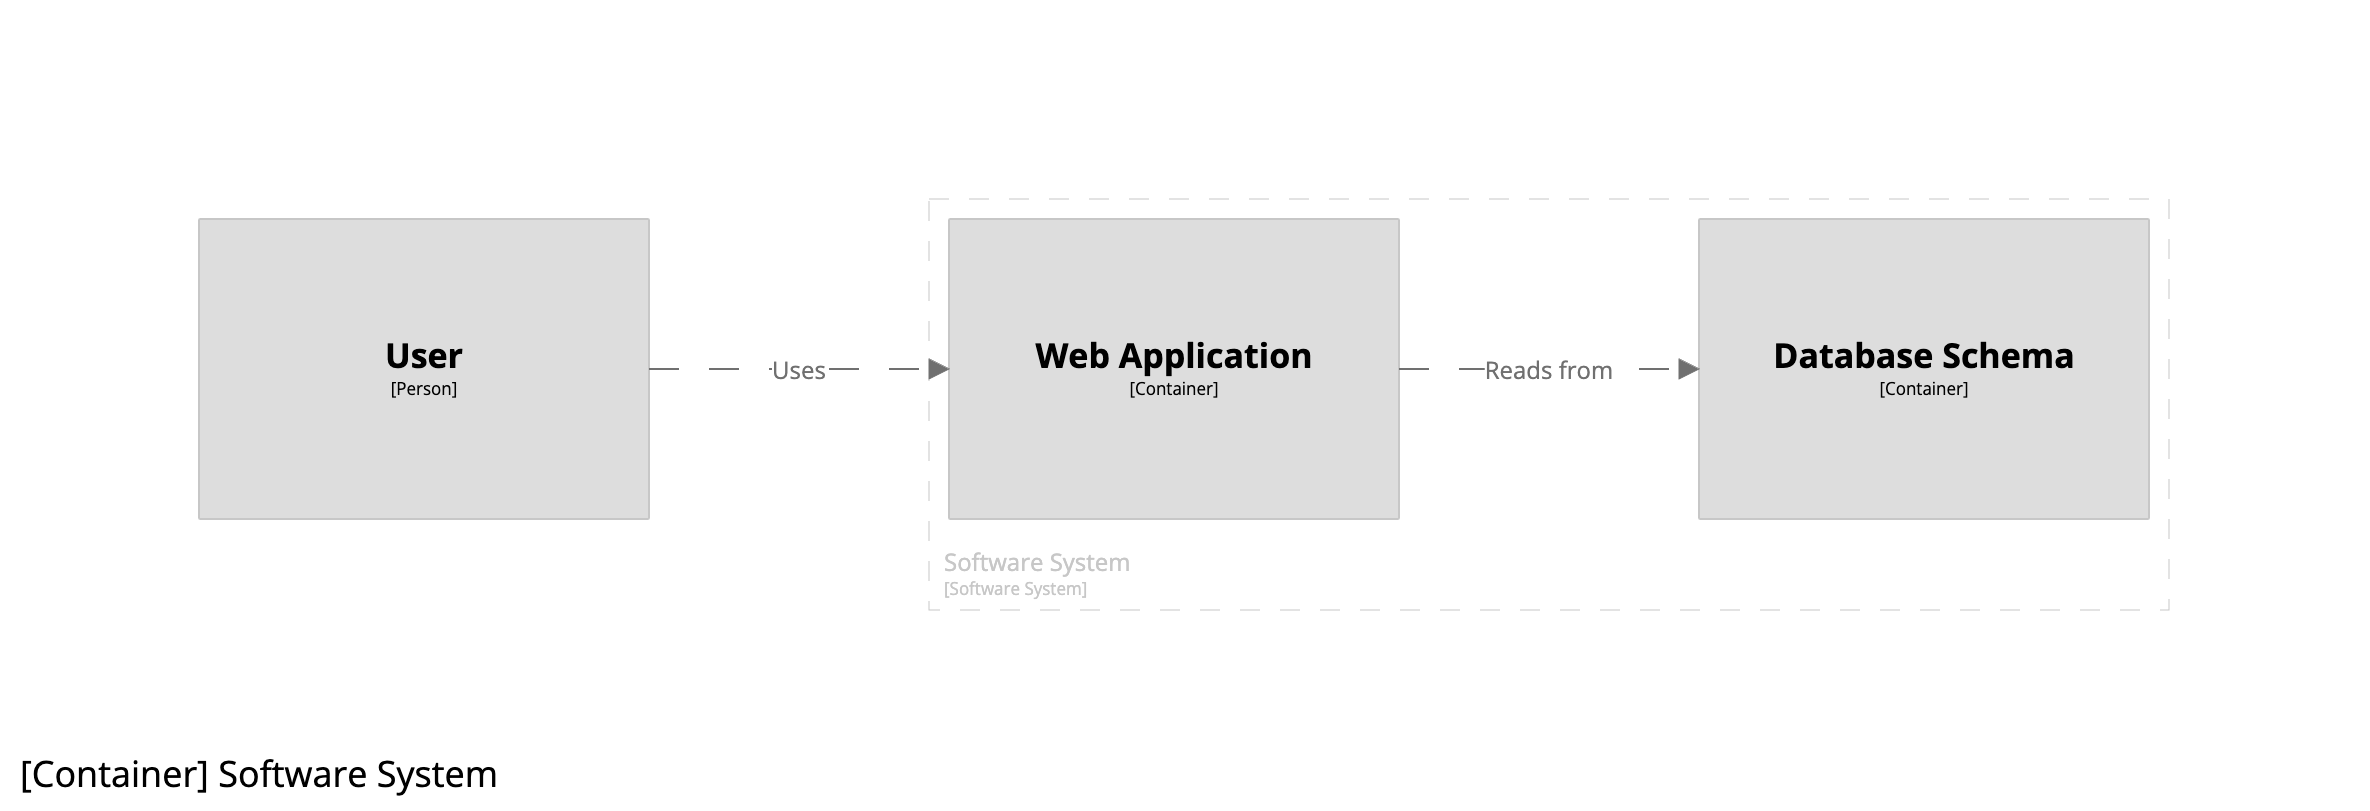 User
[Person]
Uses
Web Application
[Container]
Reads from
Database Schema
[Container]
Software System
[Software System]
[Container] Software System